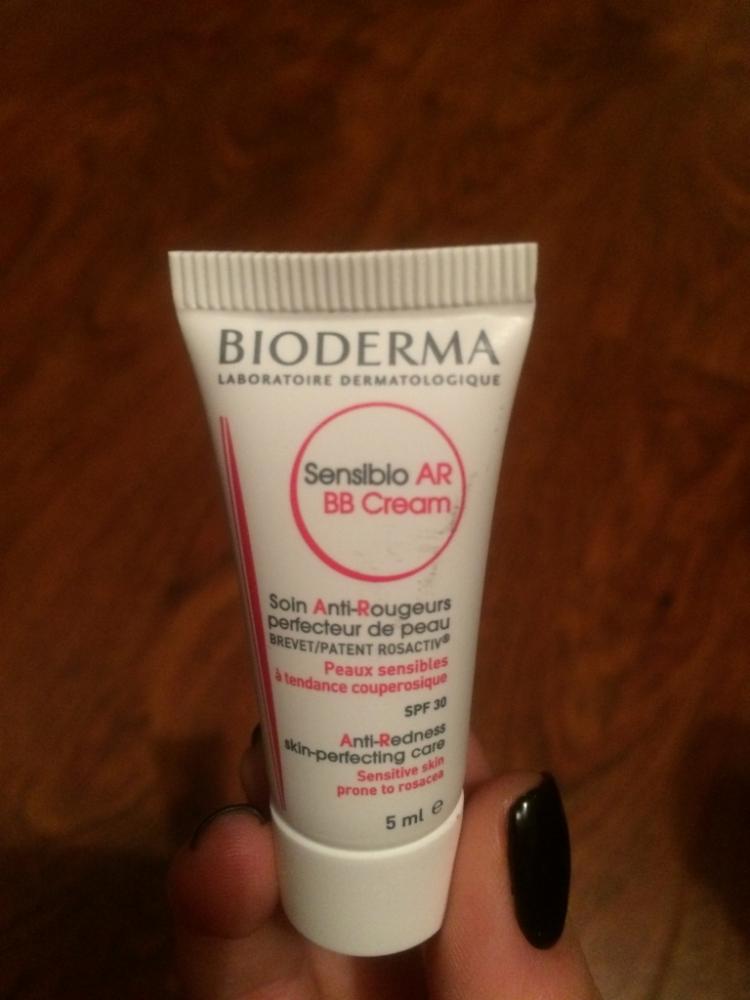 BIODERMA
LABORATOIRE DERMATOLOGIQUE
Sensibio AR
BB Cream
Soin Anti-Rougeurs
perfecteur de peau
BREVET/PATENT ROSACTIV®
Peaux sensibles
à tendance couperosique
SPF 30
Anti-Redness
skin-perfecting care
Sensitive skin
prone to rosacea
5 ml ℮